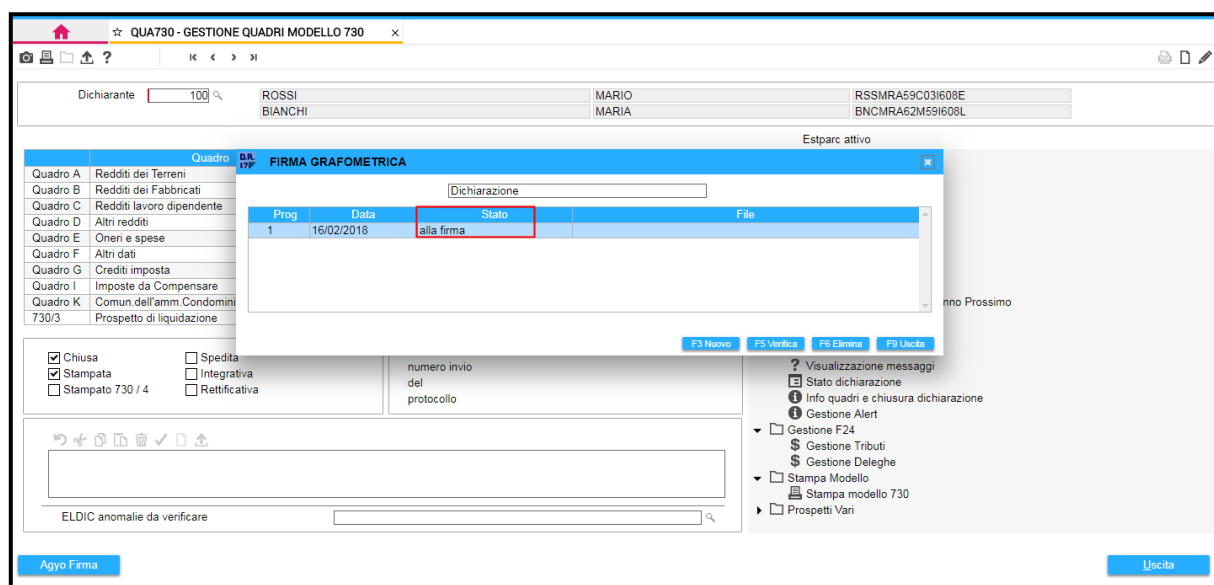 ☆ QUA730 - GESTIONE QUADRI MODELLO 730 ×
?
Dichiarante 100 ROSSI MARIO RSSMRA59C03I608E
BIANCHI MARIA BNCMRA62M59I608L
Estparc attivo
Quadro
Quadro A Redditi dei Terreni
Quadro B Redditi dei Fabbricati
Quadro C Redditi lavoro dipendente
Quadro D Altri redditi
Quadro E Oneri e spese
Quadro F Altri dati
Quadro G Crediti imposta
Quadro I Imposte da Compensare
Quadro K Comun.dell'amm.Condomini
730/3 Prospetto di liquidazione
D.R. FIRMA GRAFOMETRICA
Dichiarazione
Prog Data Stato File
1 16/02/2018 alla firma
F3 Nuovo F5 Verifica F6 Elimina F9 Uscita
nno Prossimo
Chiusa Spedita
Stampata Integrativa
Stampato 730 / 4 Rettificativa
numero invio
del
protocollo
? Visualizzazione messaggi
Stato dichiarazione
Info quadri e chiusura dichiarazione
Gestione Alert
Gestione F24
$ Gestione Tributi
$ Gestione Deleghe
Stampa Modello
Stampa modello 730
Prospetti Vari
ELDIC anomalie da verificare
Agyo Firma
Uscita